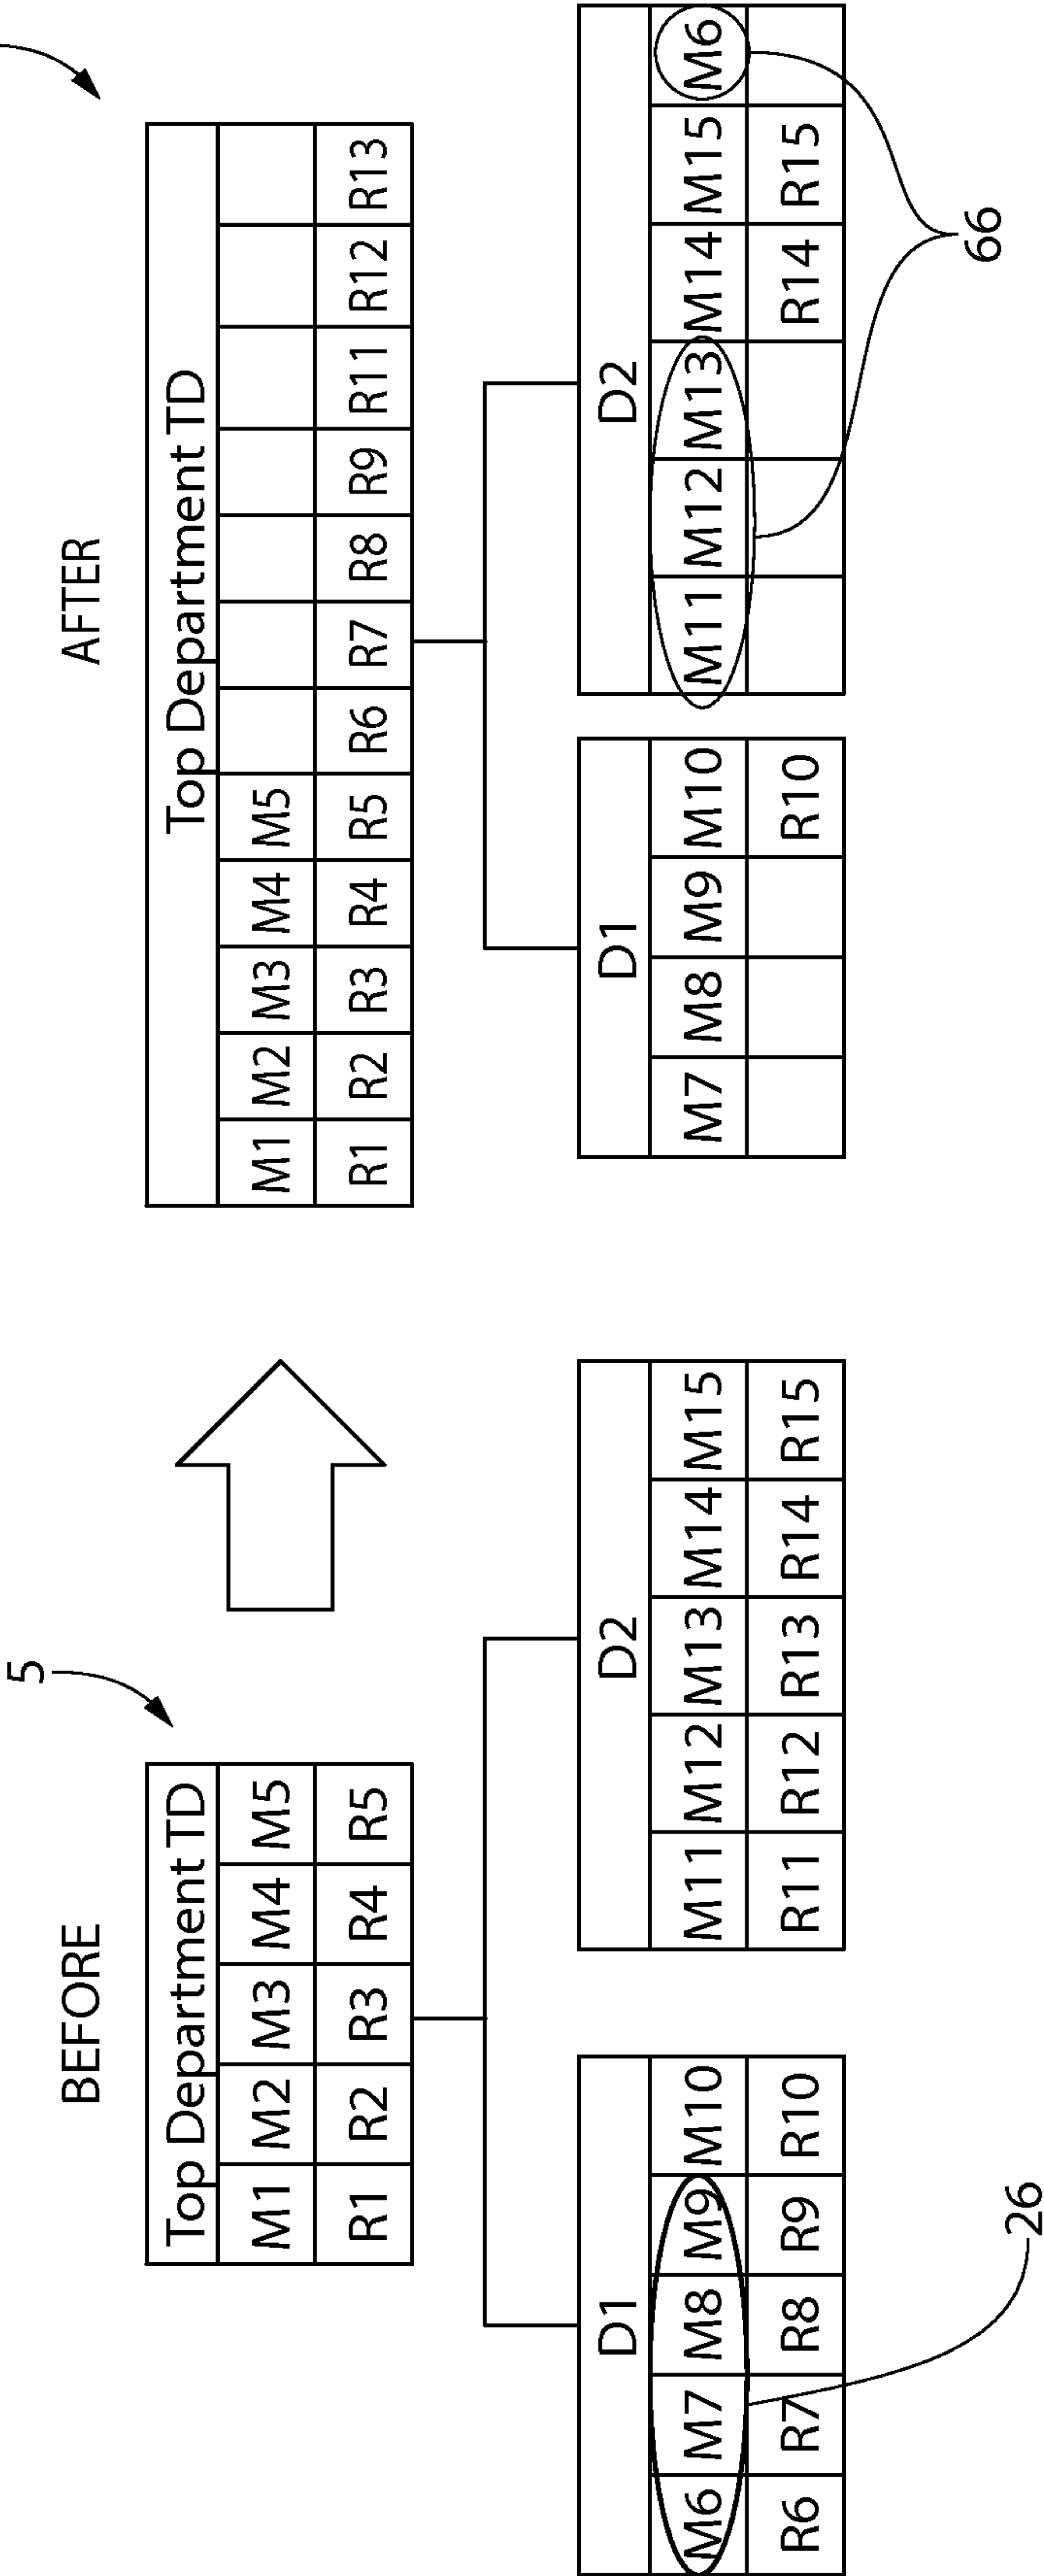 BEFORE
5
Top Department TD
M1 M2 M3 M4 M5
R1 R2 R3 R4 R5
D1
M6 M7 M8 M9 M10
R6 R7 R8 R9 R10
26
D2
M11 M12 M13 M14 M15
R11 R12 R13 R14 R15
AFTER
Top Department TD
M1 M2 M3 M4 M5
R1 R2 R3 R4 R5 R6 R7 R8 R9 R11 R12 R13
D1
M7 M8 M9 M10
R10
D2
M11 M12 M13 M14 M15 M6
R14 R15
66